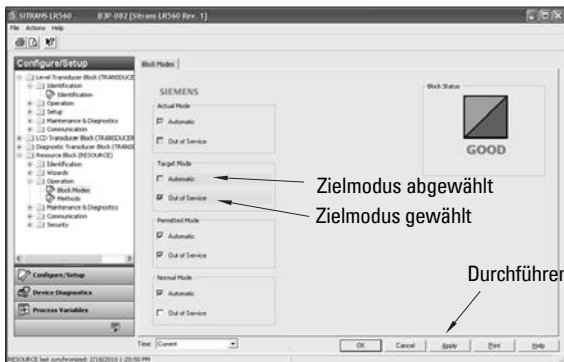 SITRANS LR560 BJP-082 [Sitrans LR560 Rev. 1]
File Actions Help
Configure/Setup
Level Transducer Block (TRANSDUCE
Identification
Identification
Operation
Setup
Maintenance & Diagnostics
Communication
LCD Transducer Block (TRANSDUCER
Diagnostic Transducer Block (TRANS
Resource Block (RESOURCE)
Identification
Wizards
Operation
Block Modes
Methods
Maintenance & Diagnostics
Communication
Security
Configure/Setup
Device Diagnostics
Process Variables
Block Modes
SIEMENS
Actual Mode
Automatic
Out of Service
Target Mode
Automatic
Out of Service
Permitted Mode
Automatic
Out of Service
Normal Mode
Automatic
Out of Service
Block Status
GOOD
Zielmodus abgewählt
Zielmodus gewählt
Durchführen
Time: Current
OK Cancel Apply Print Help
RESOURCE last synchronized: 2/18/2010 1:20:50 PM